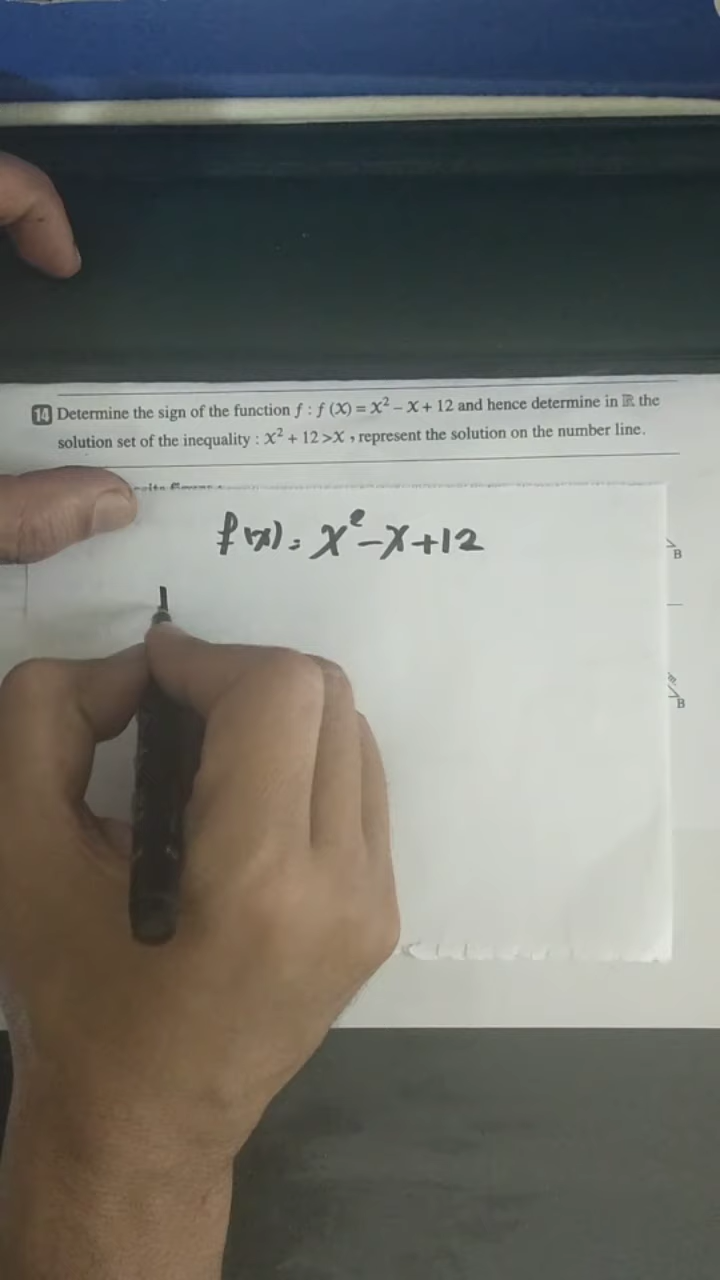 14 Determine the sign of the function f : f (X) = X² – X + 12 and hence determine in ℝ the
solution set of the inequality : X² + 12 > X , represent the solution on the number line.
f(x) = x² - x + 12
B
B